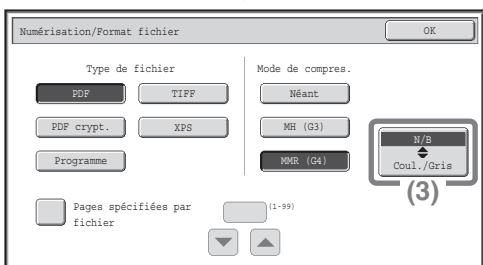 Numérisation/Format fichier
OK
Type de fichier
Mode de compres.
PDF
TIFF
Néant
PDF crypt.
XPS
MH (G3)
N/B
Coul./Gris
Programme
MMR (G4)
(3)
Pages spécifiées par
fichier
(1-99)